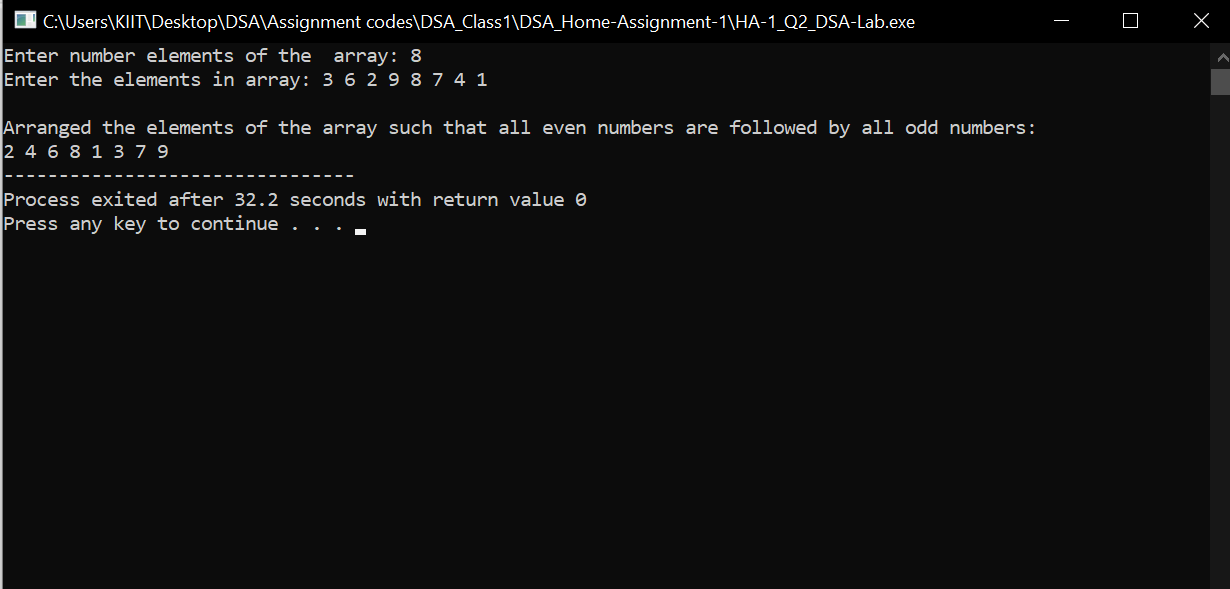 C:\Users\KIIT\Desktop\DSA\Assignment codes\DSA_Class1\DSA_Home-Assignment-1\HA-1_Q2_DSA-Lab.exe
Enter number elements of the  array: 8
Enter the elements in array: 3 6 2 9 8 7 4 1
Arranged the elements of the array such that all even numbers are followed by all odd numbers:
2 4 6 8 1 3 7 9
--------------------------------
Process exited after 32.2 seconds with return value 0
Press any key to continue . . .